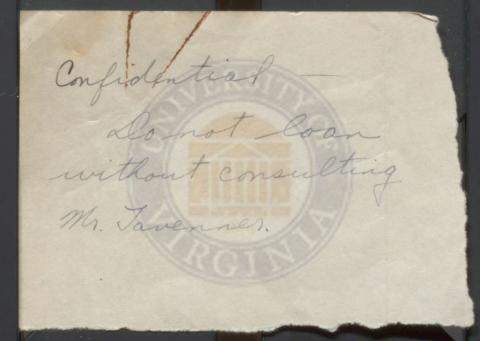 Confidential —
Do not loan
without consulting
Mr. Tavenner.
UNIVERSITY OF
VIRGINIA